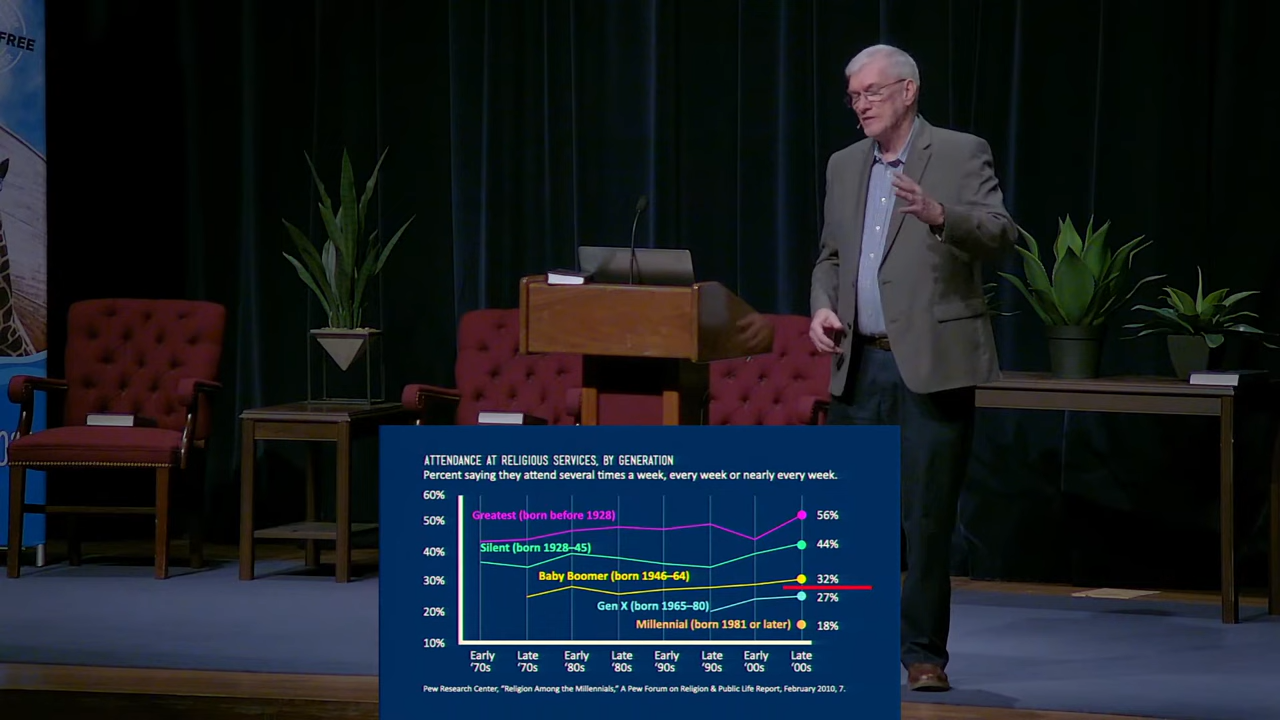 FREE
ATTENDANCE AT RELIGIOUS SERVICES, BY GENERATION
Percent saying they attend several times a week, every week or nearly every week.
60%
50%
40%
30%
20%
10%
Greatest (born before 1928)
56%
Silent (born 1928–45)
44%
Baby Boomer (born 1946–64)
32%
Gen X (born 1965–80)
27%
Millennial (born 1981 or later)
18%
Early Late Early Late Early Late Early Late
'70s '70s '80s '80s '90s '90s '00s '00s
Pew Research Center, "Religion Among the Millennials," A Pew Forum on Religion & Public Life Report, February 2010, 7.